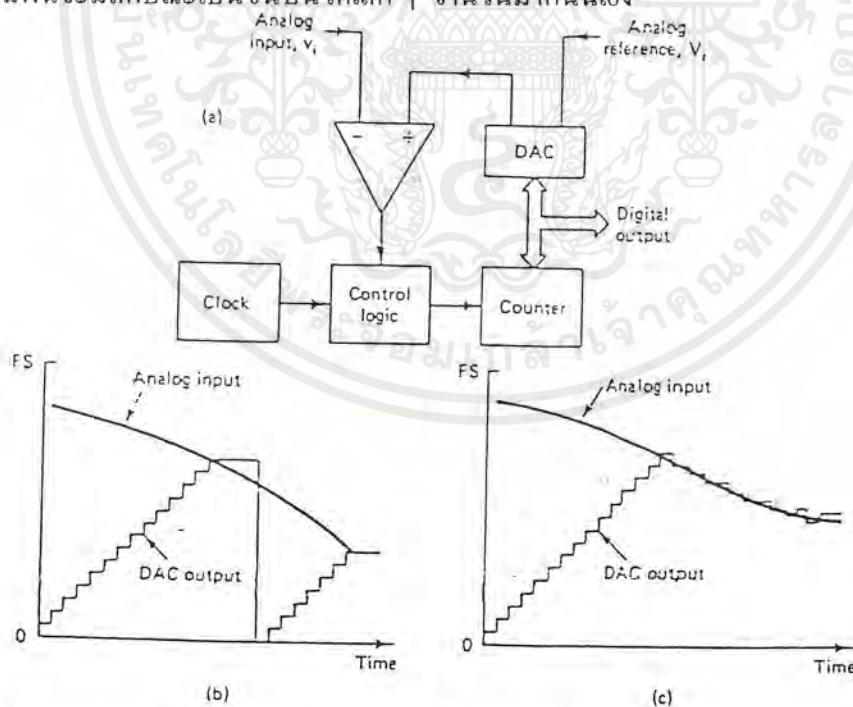 Analog
input, vᵢ
Analog
reference, Vᵣ
(a)
− ÷
DAC
Digital
output
Clock
Control
logic
Counter
FS
Analog input
DAC output
0
Time
(b)
FS
Analog input
DAC output
0
Time
(c)